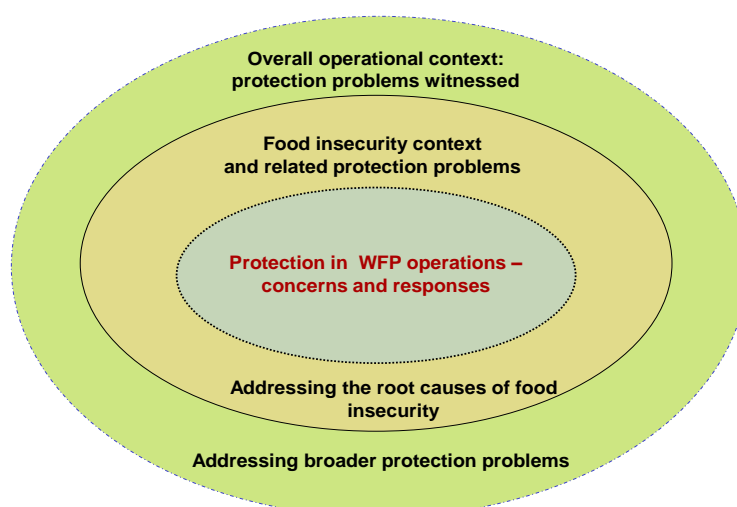 Overall operational context:
protection problems witnessed
Food insecurity context
and related protection problems
Protection in WFP operations –
concerns and responses
Addressing the root causes of food
insecurity
Addressing broader protection problems